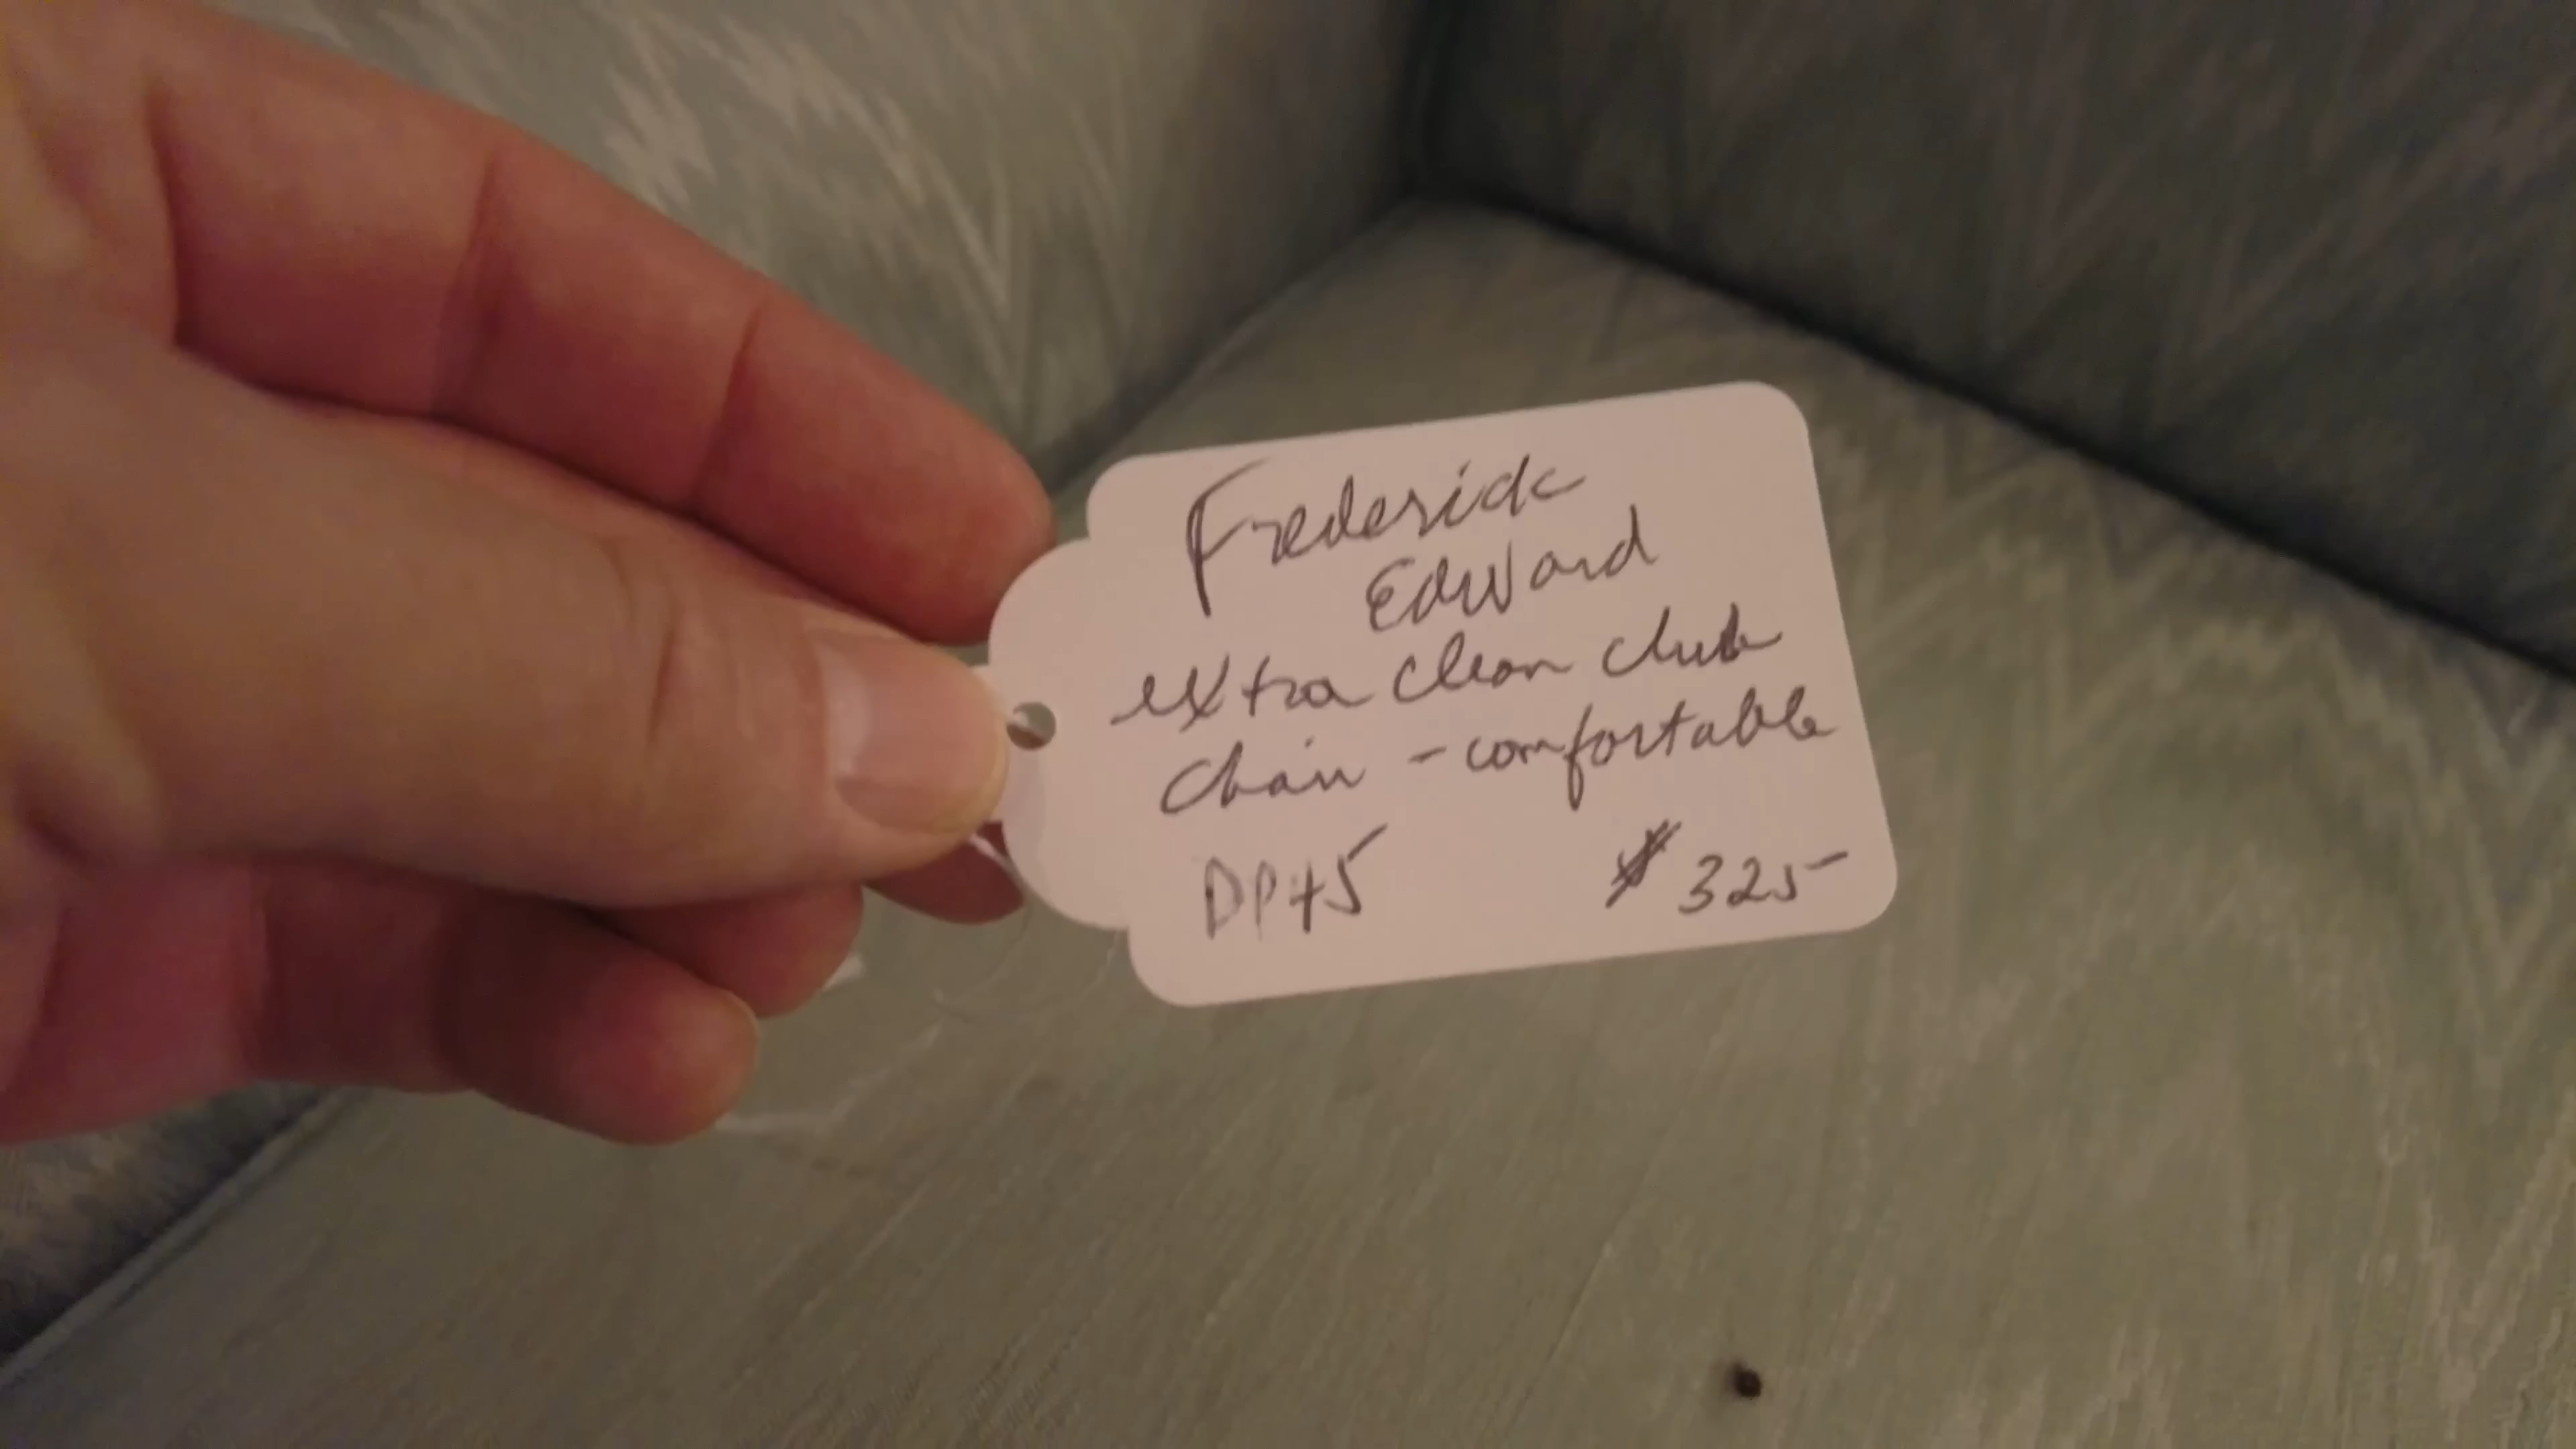 Frederick
Edward
extra clean club
chair - comfortable
DP45 $325-